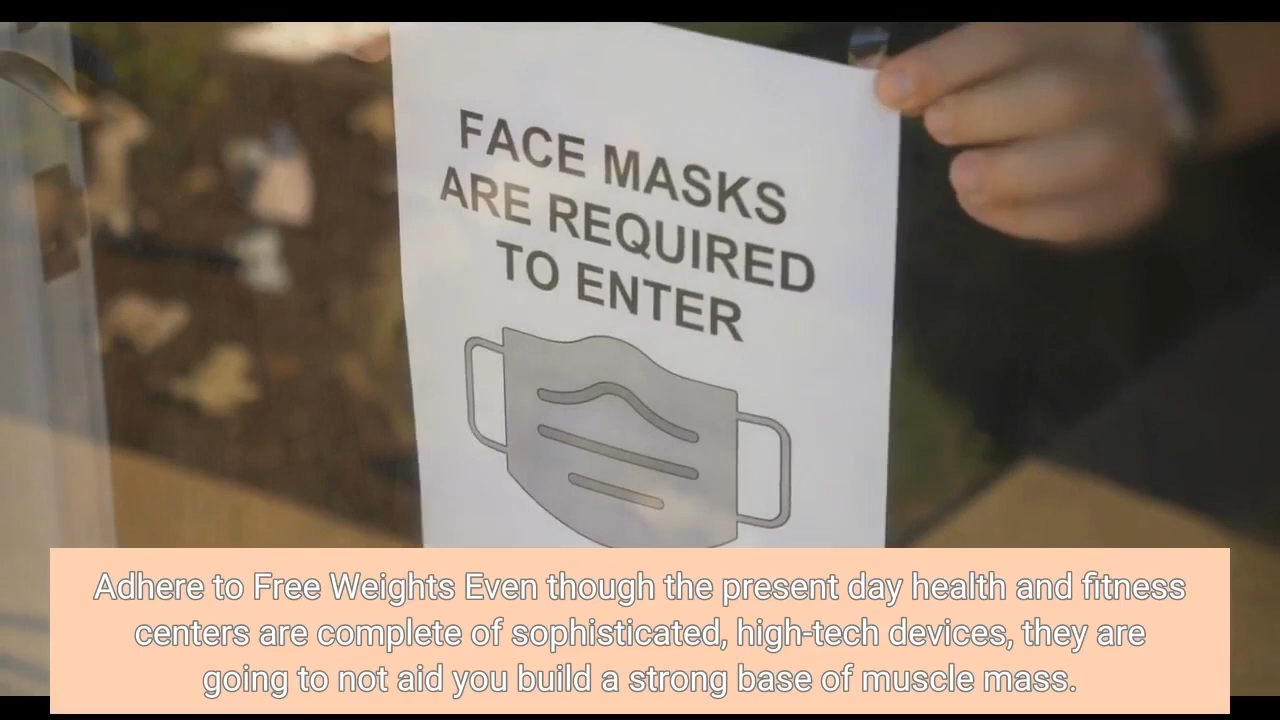 FACE MASKS
ARE REQUIRED
TO ENTER
Adhere to Free Weights Even though the present day health and fitness
centers are complete of sophisticated, high-tech devices, they are
going to not aid you build a strong base of muscle mass.